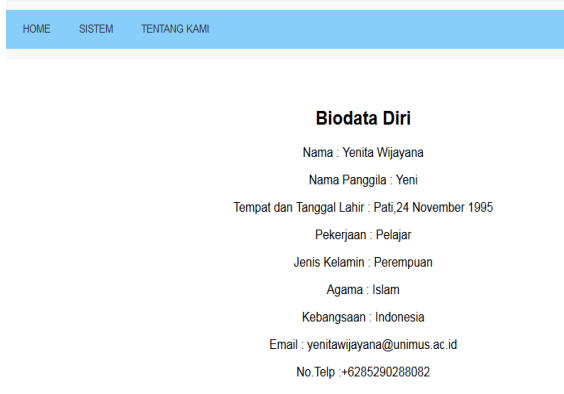 HOME SISTEM TENTANG KAMI
Biodata Diri
Nama : Yenita Wijayana
Nama Panggila : Yeni
Tempat dan Tanggal Lahir : Pati,24 November 1995
Pekerjaan : Pelajar
Jenis Kelamin : Perempuan
Agama : Islam
Kebangsaan : Indonesia
Email : yenitawijayana@unimus.ac.id
No.Telp :+6285290288082